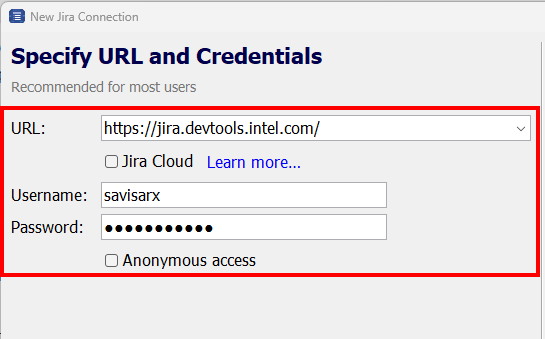 New Jira Connection
Specify URL and Credentials
Recommended for most users
URL: https://jira.devtools.intel.com/
Jira Cloud Learn more...
Username: savisarx
Password: ●●●●●●●●●●●
Anonymous access